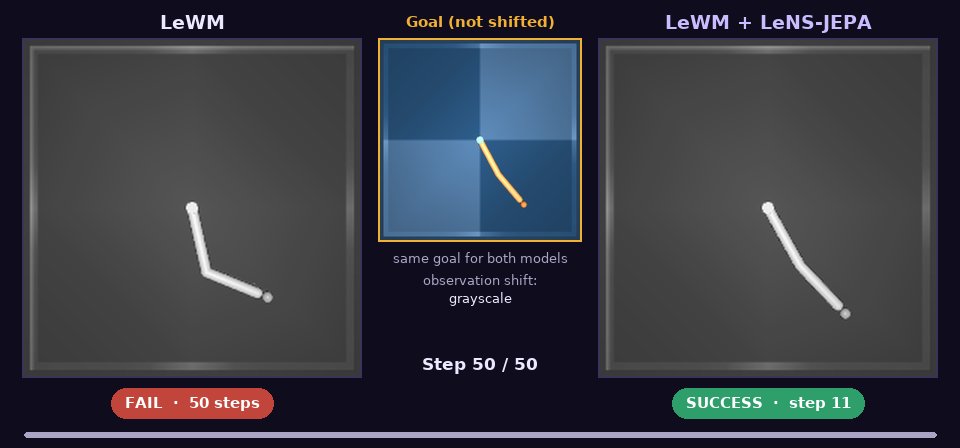 LeWM
Goal (not shifted)
LeWM + LeNS-JEPA
same goal for both models
observation shift:
grayscale
Step 50 / 50
FAIL · 50 steps
SUCCESS · step 11